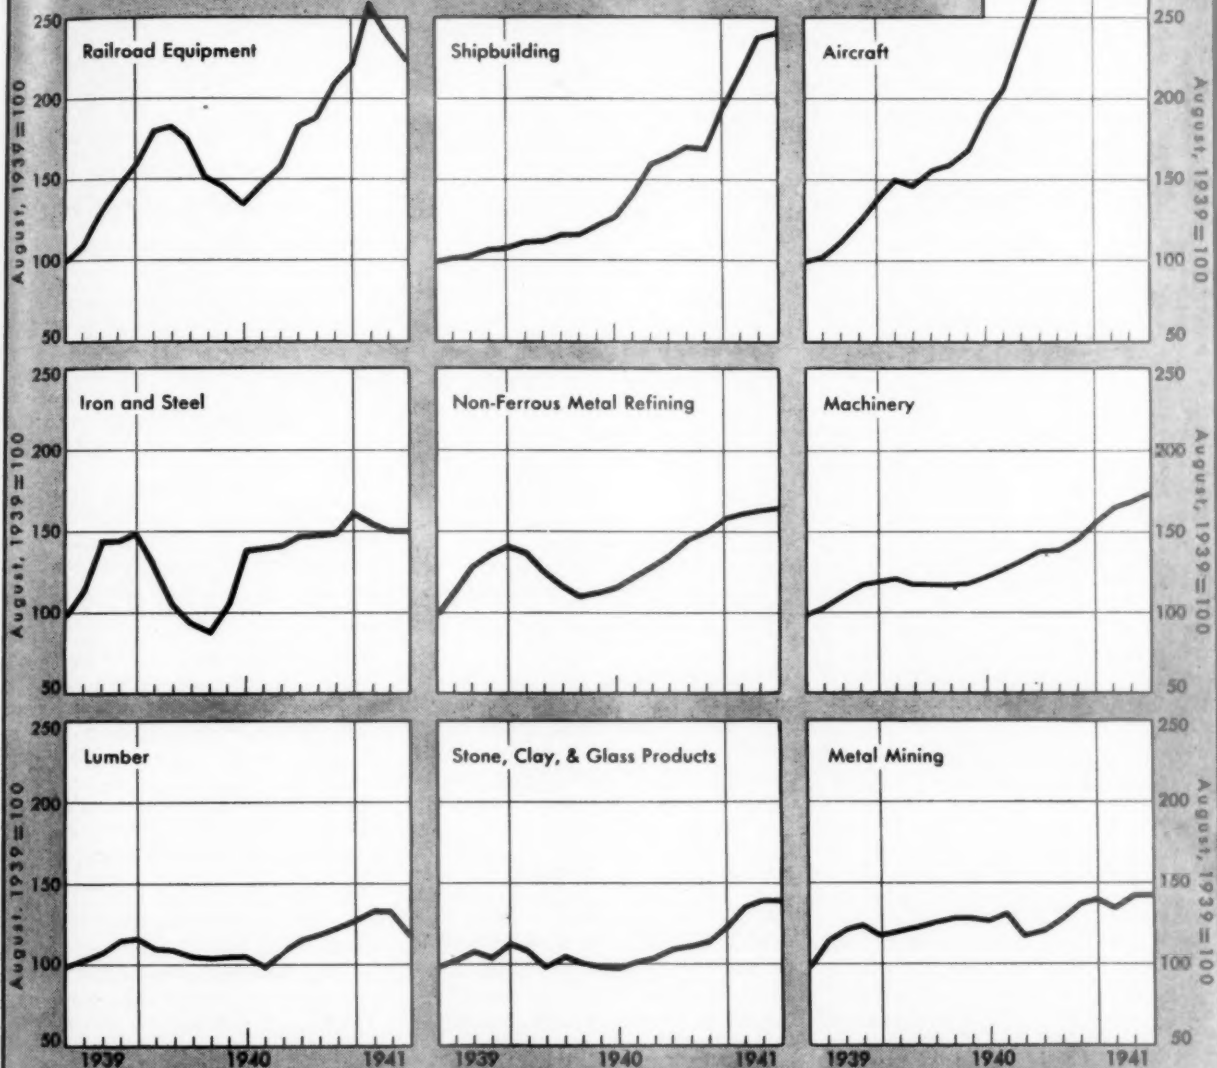 250
250
Railroad Equipment
Shipbuilding
Aircraft
200
200
150
150
100
100
50
50
August, 1939=100
August, 1939=100
250
250
Iron and Steel
Non-Ferrous Metal Refining
Machinery
200
200
150
150
100
100
50
50
August, 1939=100
August, 1939=100
250
250
Lumber
Stone, Clay, & Glass Products
Metal Mining
200
200
150
150
100
100
50
50
August, 1939=100
August, 1939=100
1939 1940 1941
1939 1940 1941
1939 1940 1941